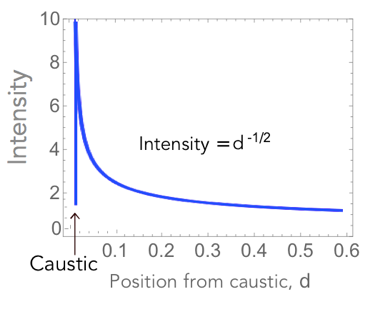 10
8
6
4
2
0
Intensity
Intensity = d^-1/2
0.1 0.2 0.3 0.4 0.5 0.6
Caustic
Position from caustic, d